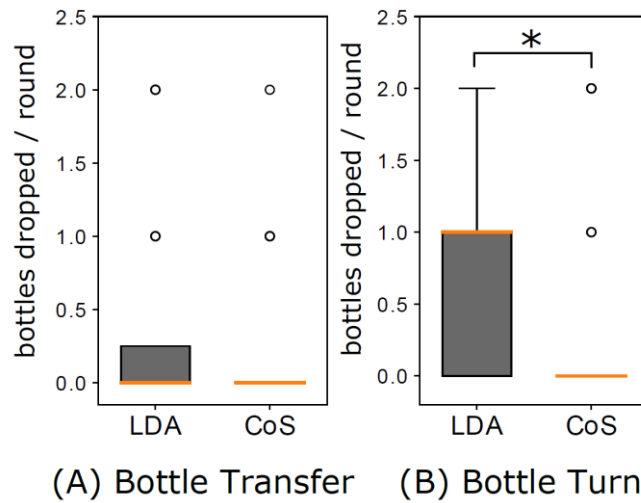 bottles dropped / round
2.5
2.0
1.5
1.0
0.5
0.0
LDA CoS
(A) Bottle Transfer
bottles dropped / round
2.5
2.0
1.5
1.0
0.5
0.0
*
LDA CoS
(B) Bottle Turn